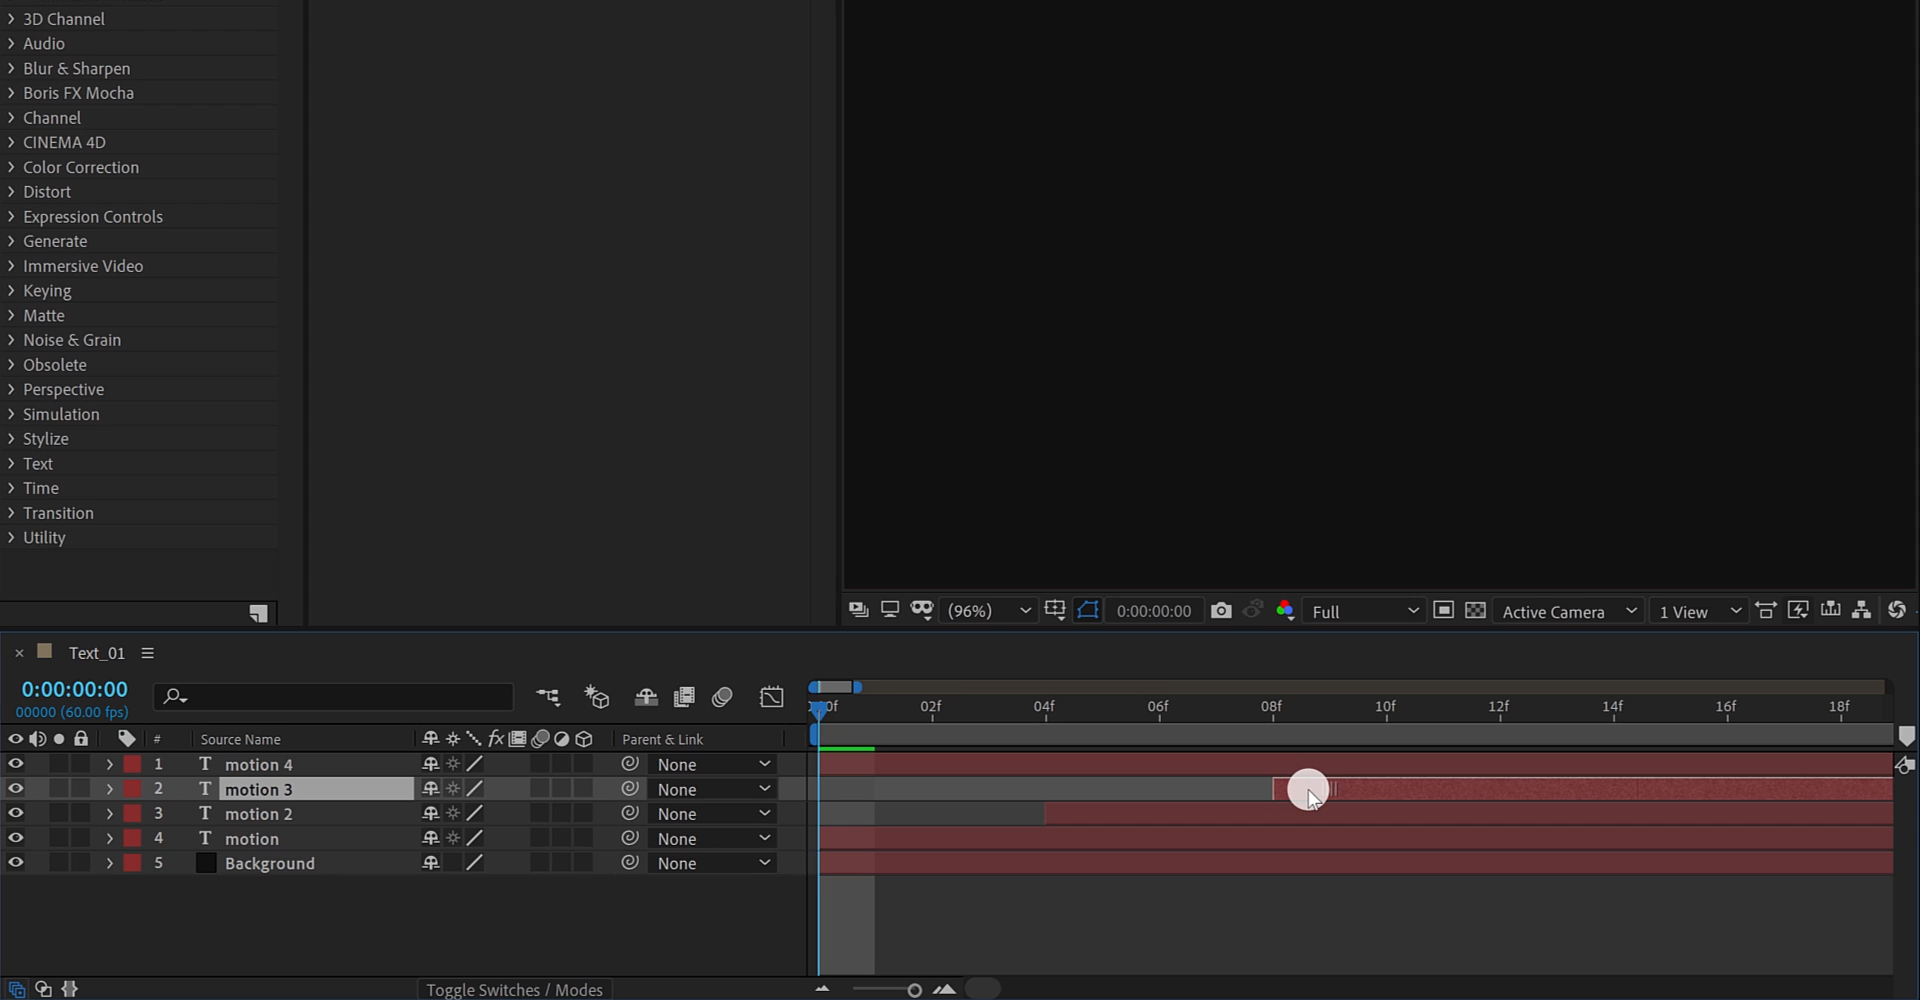 3D Channel
Audio
Blur & Sharpen
Boris FX Mocha
Channel
CINEMA 4D
Color Correction
Distort
Expression Controls
Generate
Immersive Video
Keying
Matte
Noise & Grain
Obsolete
Perspective
Simulation
Stylize
Text
Time
Transition
Utility
(96%) 0:00:00:00 Full Active Camera 1 View
Text_01
0:00:00:00
00000 (60.00 fps)
02f 04f 06f 08f 10f 12f 14f 16f 18f
# Source Name fx Parent & Link
1 T motion 4 None
2 T motion 3 None
3 T motion 2 None
4 T motion None
5 Background None
Toggle Switches / Modes